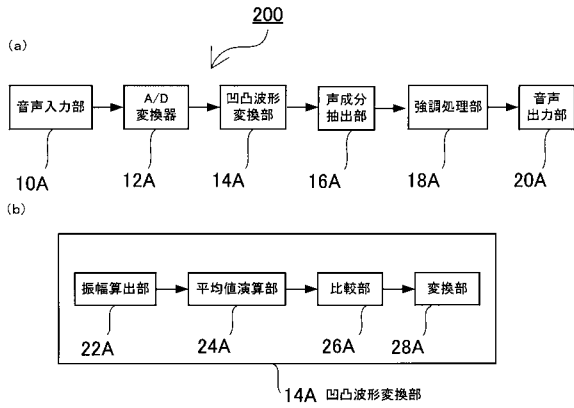 200
(a)
音声入力部
A/D
変換器
凹凸波形
変換部
声成分
抽出部
強調処理部
音声
出力部
10A
12A
14A
16A
18A
20A
(b)
振幅算出部
平均値演算部
比較部
変換部
22A
24A
26A
28A
14A 凹凸波形変換部